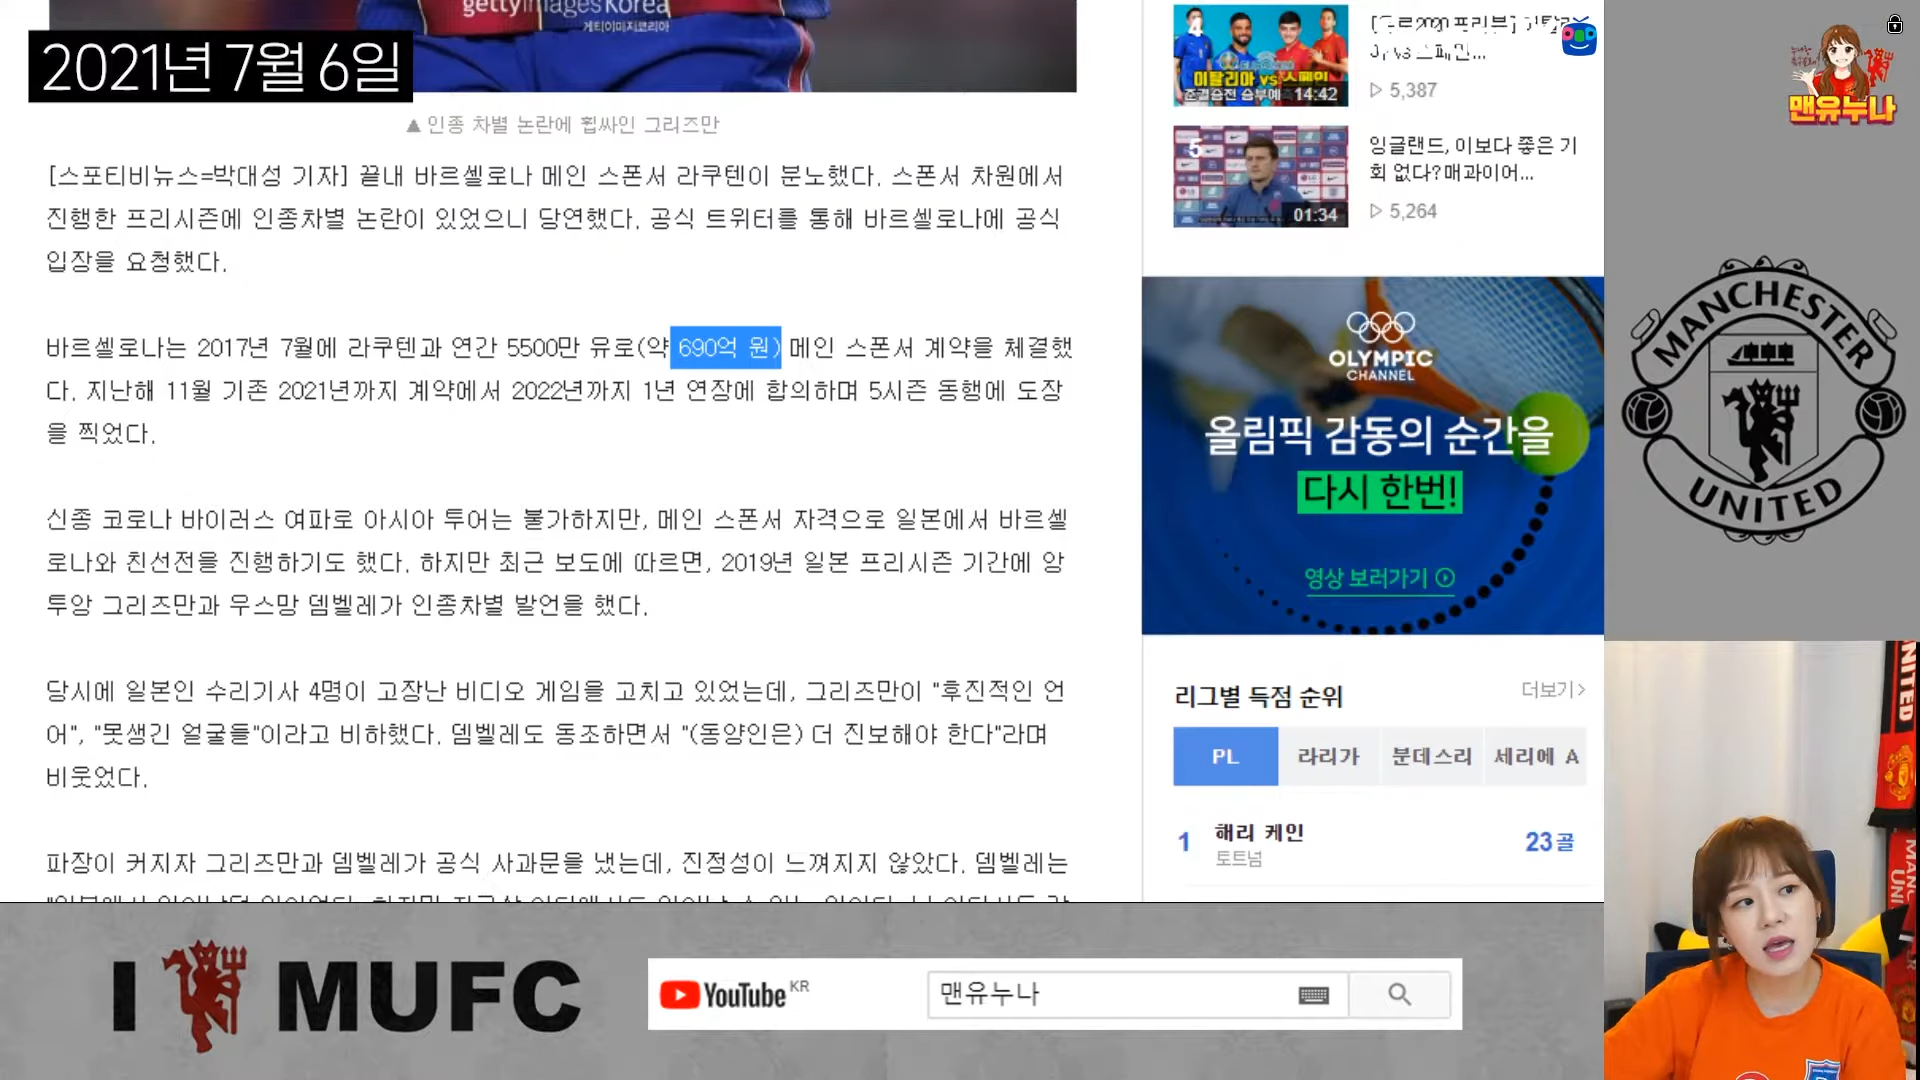 gettyimagesKorea
게티이미지코리아
2021년 7월 6일
▲ 인종 차별 논란에 휩싸인 그리즈만
[스포티비뉴스=박대성 기자] 끝내 바르셀로나 메인 스폰서 라쿠텐이 분노했다. 스폰서 차원에서
진행한 프리시즌에 인종차별 논란이 있었으니 당연했다. 공식 트위터를 통해 바르셀로나에 공식
입장을 요청했다.
바르셀로나는 2017년 7월에 라쿠텐과 연간 5500만 유로(약 690억 원) 메인 스폰서 계약을 체결했
다. 지난해 11월 기존 2021년까지 계약에서 2022년까지 1년 연장에 합의하며 5시즌 동행에 도장
을 찍었다.
신종 코로나 바이러스 여파로 아시아 투어는 불가하지만, 메인 스폰서 자격으로 일본에서 바르셀
로나와 친선전을 진행하기도 했다. 하지만 최근 보도에 따르면, 2019년 일본 프리시즌 기간에 앙
투앙 그리즈만과 우스망 뎀벨레가 인종차별 발언을 했다.
당시에 일본인 수리기사 4명이 고장난 비디오 게임을 고치고 있었는데, 그리즈만이 "후진적인 언
어", "못생긴 얼굴들"이라고 비하했다. 뎀벨레도 동조하면서 "(동양인은) 더 진보해야 한다"라며
비웃었다.
파장이 커지자 그리즈만과 뎀벨레가 공식 사과문을 냈는데, 진정성이 느껴지지 않았다. 뎀벨레는
4
이탈리아 vs 스페인
준결승전 승부예
14:42
▷ 5,387
5
01:34
잉글랜드, 이보다 좋은 기
회 없다? 매과이어...
▷ 5,264
OLYMPIC
CHANNEL
올림픽 감동의 순간을
다시 한번!
영상 보러가기
리그별 득점 순위
더보기 >
PL 라리가 분데스리 세리에 A
1 해리 케인 23골
토트넘
맨유누나
MANCHESTER
UNITED
I MUFC
YouTube KR
맨유누나
UNITED